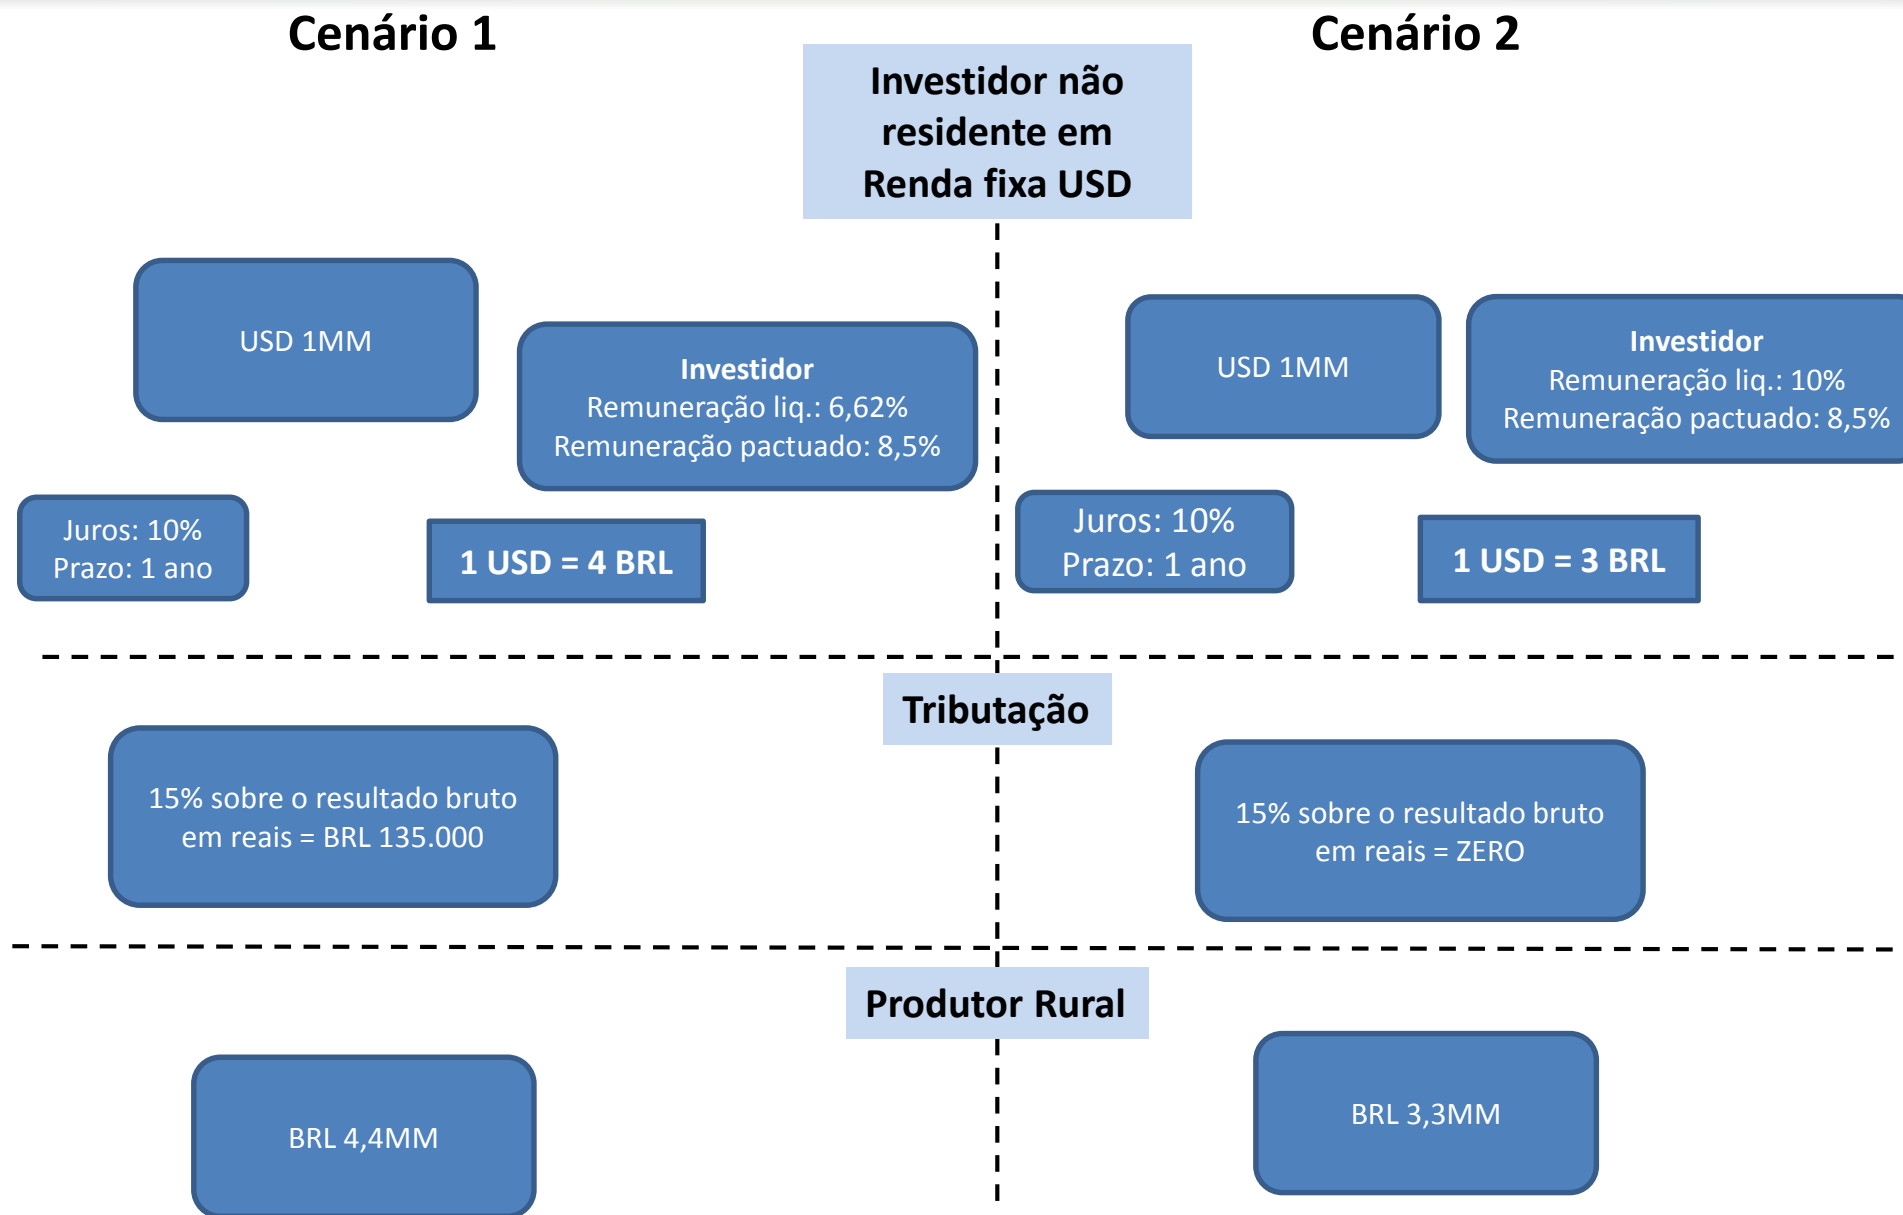 Cenário 1
Cenário 2
Investidor não
residente em
Renda fixa USD
USD 1MM
Investidor
Remuneração liq.: 6,62%
Remuneração pactuado: 8,5%
Juros: 10%
Prazo: 1 ano
1 USD = 4 BRL
USD 1MM
Investidor
Remuneração liq.: 10%
Remuneração pactuado: 8,5%
Juros: 10%
Prazo: 1 ano
1 USD = 3 BRL
Tributação
15% sobre o resultado bruto
em reais = BRL 135.000
15% sobre o resultado bruto
em reais = ZERO
Produtor Rural
BRL 4,4MM
BRL 3,3MM